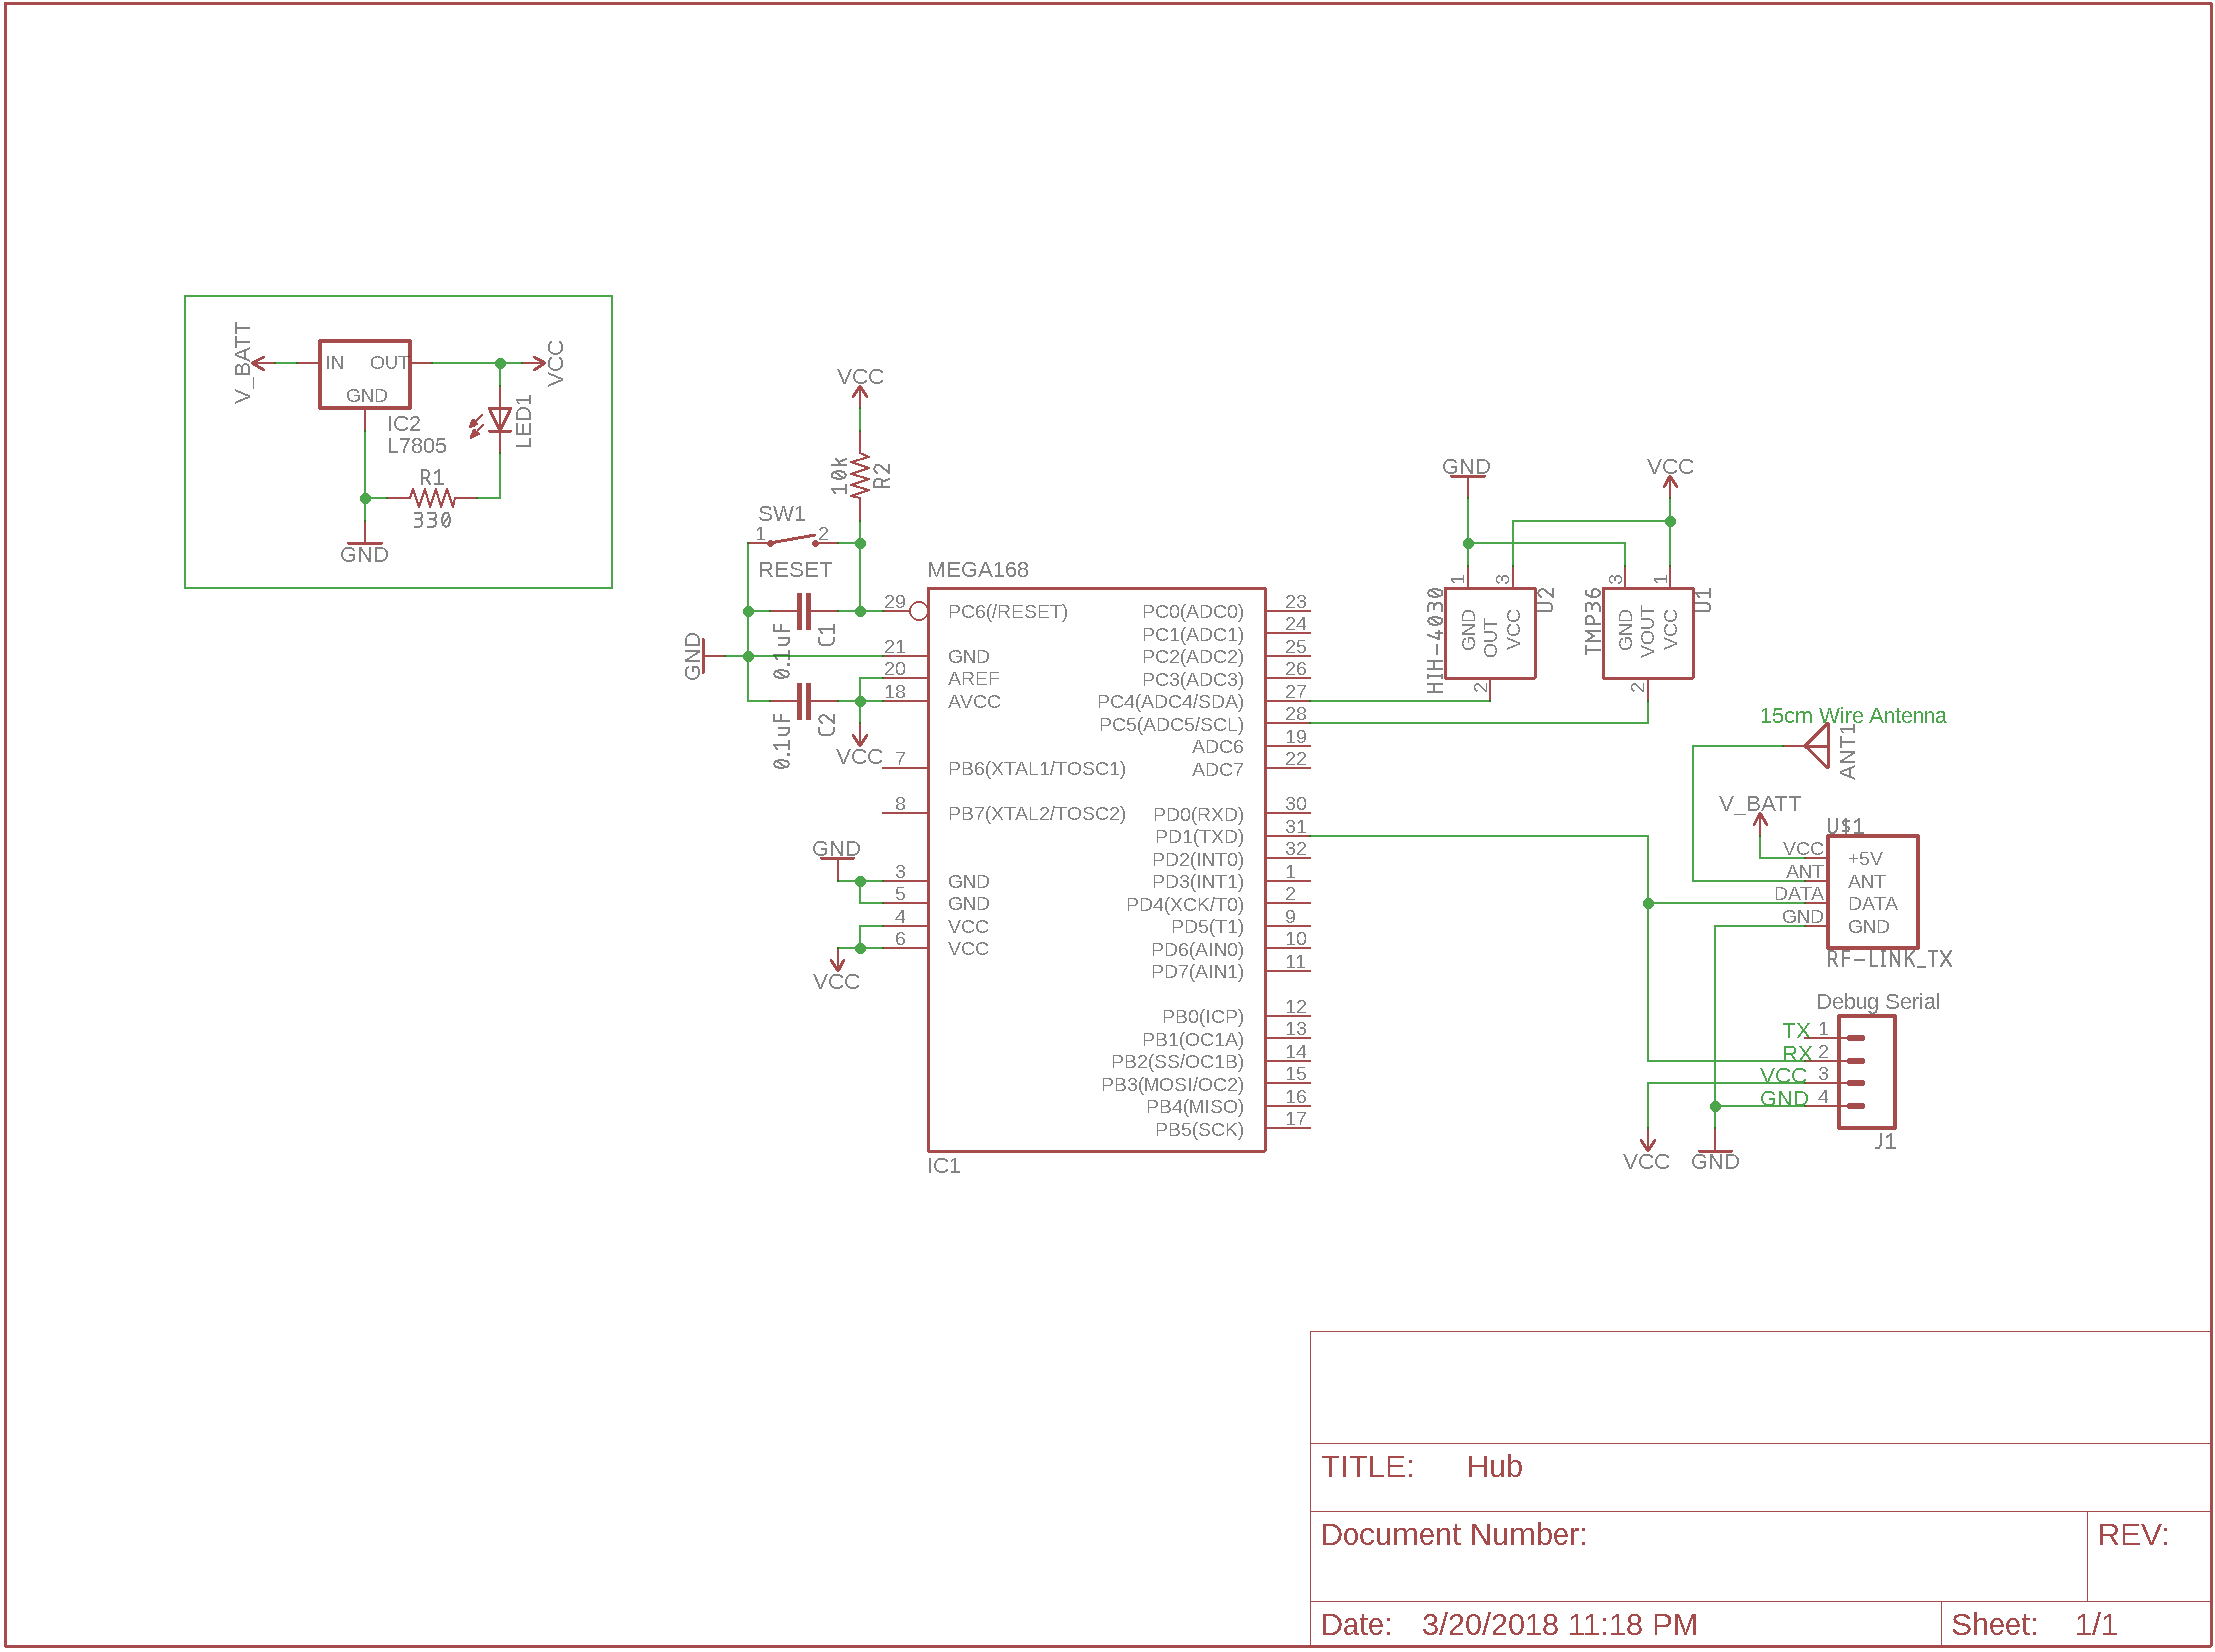 V_BATT
IN
OUT
GND
VCC
IC2
L7805
LED1
R1
330
GND
VCC
10k
R2
SW1
1
2
RESET
0.1uF
C1
GND
0.1uF
C2
VCC
MEGA168
29
PC6(/RESET)
21
GND
20
AREF
18
AVCC
7
PB6(XTAL1/TOSC1)
8
PB7(XTAL2/TOSC2)
GND
3
GND
5
GND
4
VCC
6
VCC
VCC
PC0(ADC0)
23
PC1(ADC1)
24
PC2(ADC2)
25
PC3(ADC3)
26
PC4(ADC4/SDA)
27
PC5(ADC5/SCL)
28
ADC6
19
ADC7
22
PD0(RXD)
30
PD1(TXD)
31
PD2(INT0)
32
PD3(INT1)
1
PD4(XCK/T0)
2
PD5(T1)
9
PD6(AIN0)
10
PD7(AIN1)
11
PB0(ICP)
12
PB1(OC1A)
13
PB2(SS/OC1B)
14
PB3(MOSI/OC2)
15
PB4(MISO)
16
PB5(SCK)
17
IC1
GND
VCC
1
3
HIH-4030
GND
OUT
VCC
U2
2
3
1
TMP36
GND
VOUT
VCC
U1
2
15cm Wire Antenna
ANT1
V_BATT
U$1
VCC
+5V
ANT
ANT
DATA
DATA
GND
GND
RF-LINK_TX
Debug Serial
TX 1
RX 2
VCC 3
GND 4
J1
VCC
GND
TITLE: Hub
Document Number:
REV:
Date: 3/20/2018 11:18 PM
Sheet: 1/1